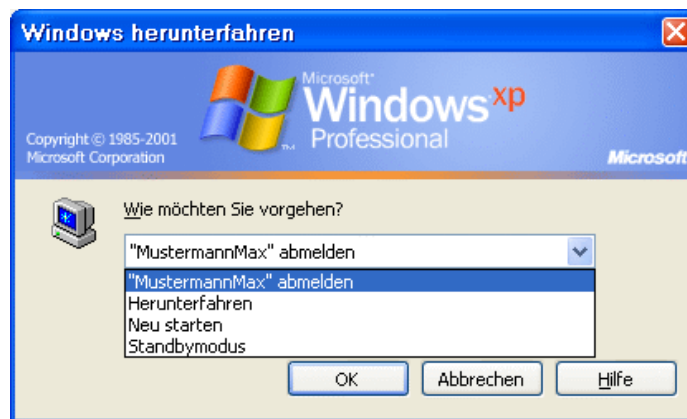 Windows herunterfahren
Microsoft®
Windows xp
Professional
Copyright © 1985-2001
Microsoft Corporation
Microsoft
Wie möchten Sie vorgehen?
"MustermannMax" abmelden
"MustermannMax" abmelden
Herunterfahren
Neu starten
Standbymodus
OK
Abbrechen
Hilfe